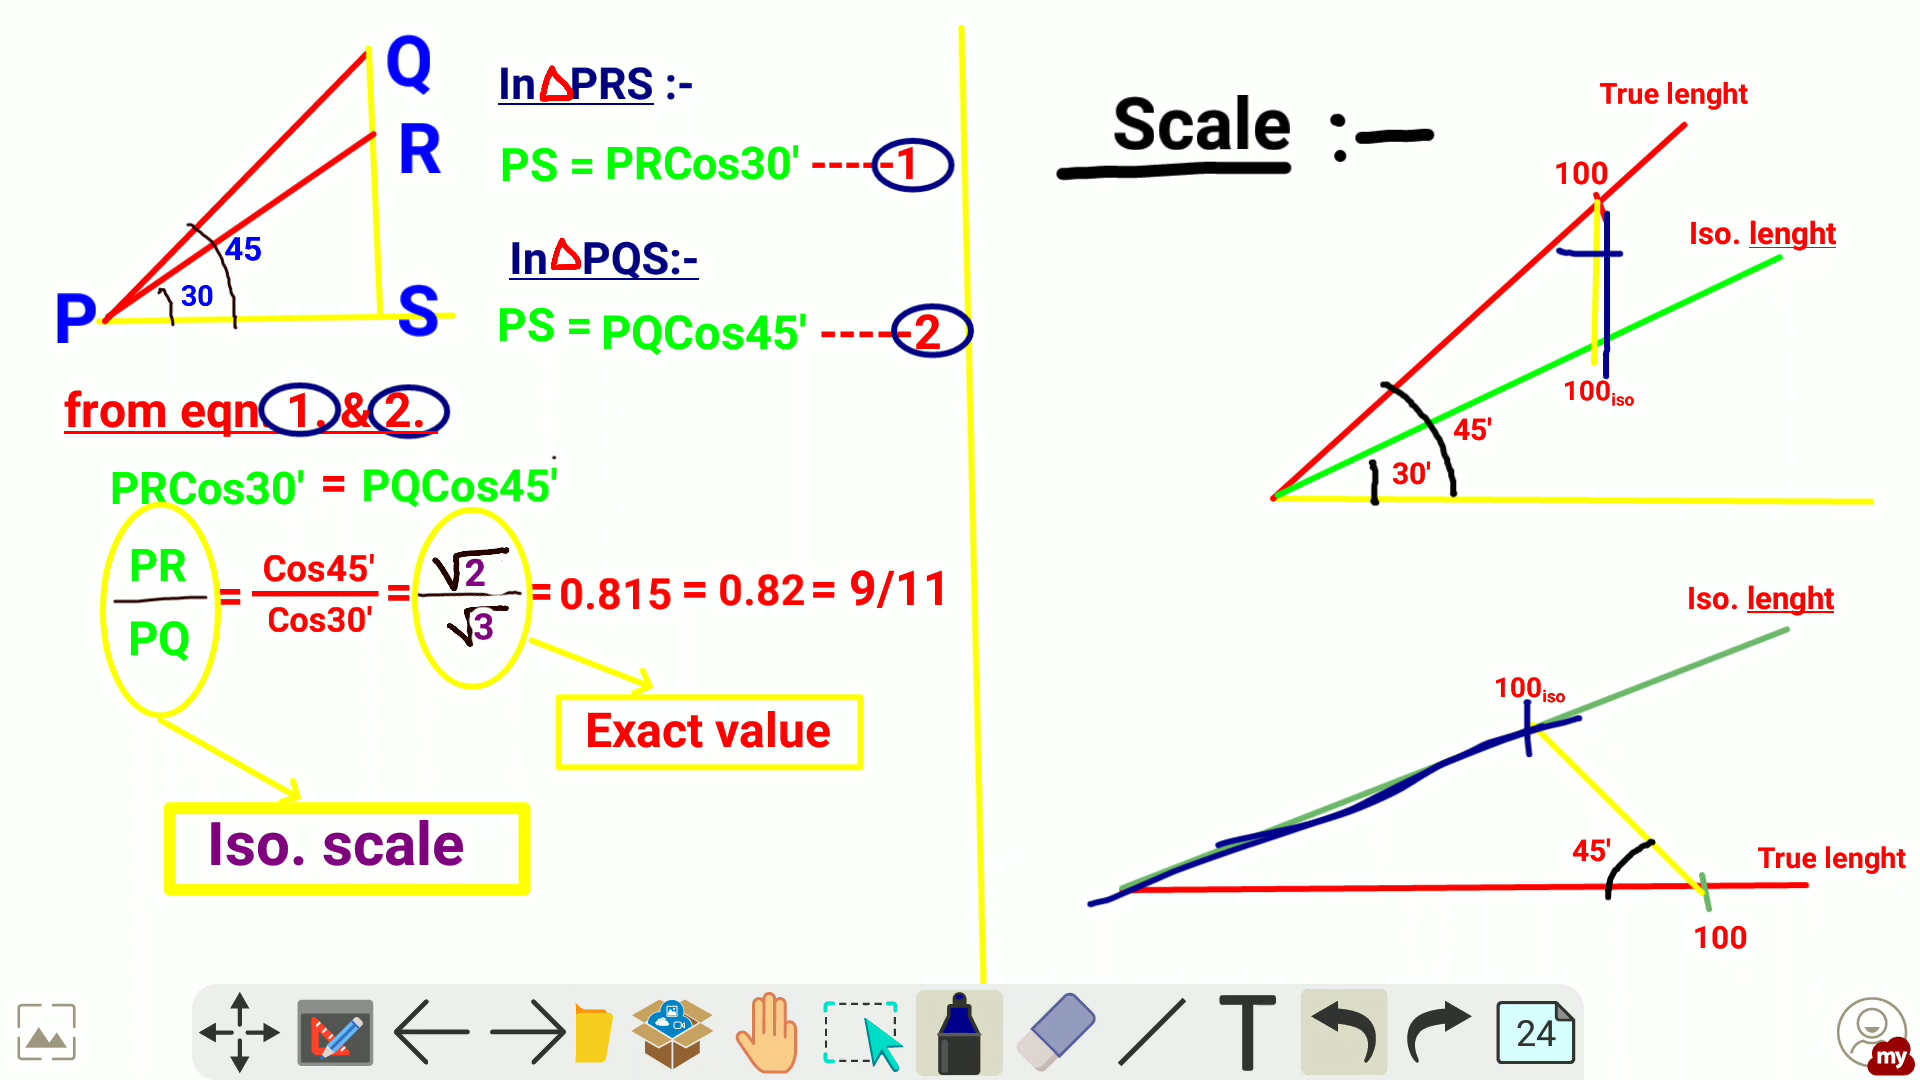 Q
R
45
30
P
S
In△PRS :-
PS = PRCos30' -----1
In△PQS:-
PS = PQCos45' -----2
from eqn. 1. & 2.
PRCos30' = PQCos45'
PR/PQ = Cos45'/Cos30' = √2/√3 = 0.815 = 0.82 = 9/11
Exact value
Iso. scale
Scale :-
True lenght
100
Iso. lenght
100iso
45'
30'
Iso. lenght
100iso
45'
True lenght
100
24
my